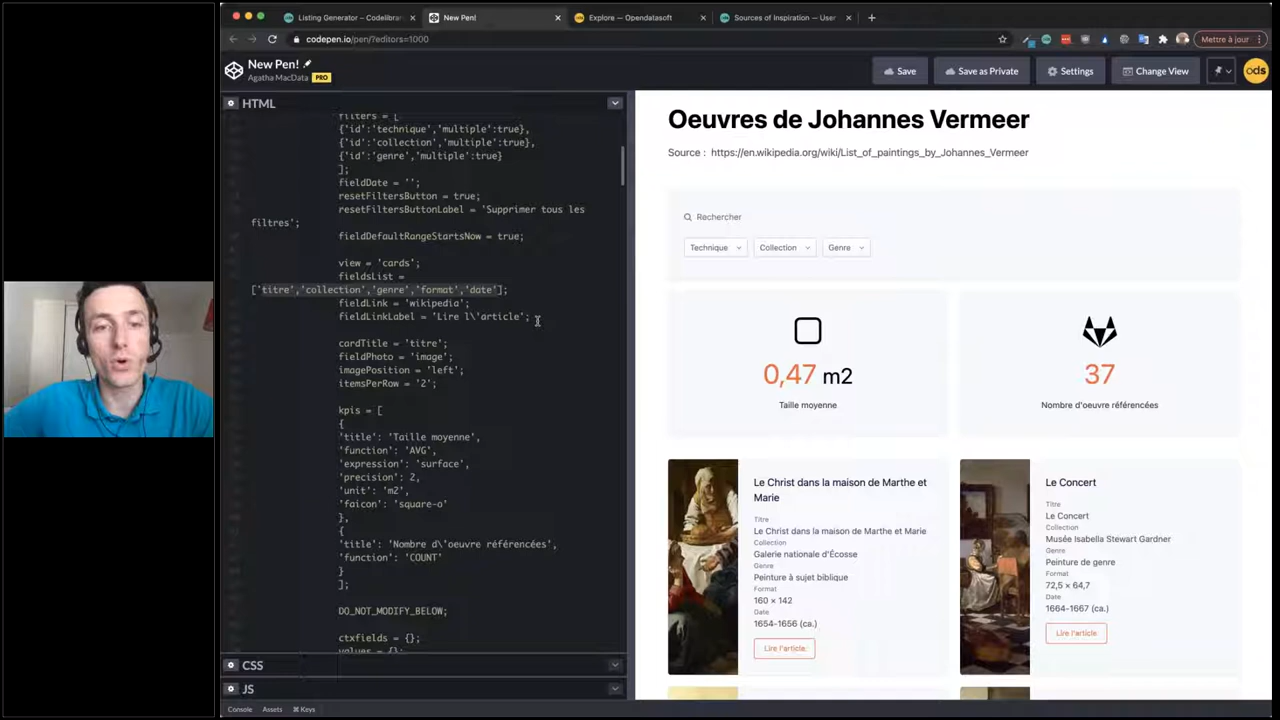 Listing Generator – Codelibrar
New Pen!
Explore — Opendatasoft
Sources of Inspiration — User
codepen.io/pen/?editors=1000
Mettre à jour
New Pen!
Agatha MacData PRO
Save
Save as Private
Settings
Change View
ods
HTML
filters = [
{'id':'technique','multiple':true},
{'id':'collection','multiple':true},
{'id':'genre','multiple':true}
];
fieldDate = '';
resetFiltersButton = true;
resetFiltersButtonLabel = 'Supprimer tous les
filtres';
fieldDefaultRangeStartsNow = true;
view = 'cards';
fieldsList =
['titre','collection','genre','format','date'];
fieldLink = 'wikipedia';
fieldLinkLabel = 'Lire l\'article';
cardTitle = 'titre';
fieldPhoto = 'image';
imagePosition = 'left';
itemsPerRow = '2';
kpis = [
{
'title': 'Taille moyenne',
'function': 'AVG',
'expression': 'surface',
'precision': 2,
'unit': 'm2',
'faicon': 'square-o'
},
{
'title': 'Nombre d\'oeuvre référencées',
'function': 'COUNT'
}
];
DO_NOT_MODIFY_BELOW;
ctxfields = {};
values = {};
CSS
JS
Console
Assets
⌘ Keys
Oeuvres de Johannes Vermeer
Source : https://en.wikipedia.org/wiki/List_of_paintings_by_Johannes_Vermeer
Rechercher
Technique
Collection
Genre
0,47 m2
Taille moyenne
37
Nombre d'oeuvre référencées
Le Christ dans la maison de Marthe et
Marie
Titre
Le Christ dans la maison de Marthe et Marie
Collection
Galerie nationale d'Écosse
Genre
Peinture à sujet biblique
Format
160 × 142
Date
1654-1656 (ca.)
Lire l'article
Le Concert
Titre
Le Concert
Collection
Musée Isabella Stewart Gardner
Genre
Peinture de genre
Format
72,5 × 64,7
Date
1664-1667 (ca.)
Lire l'article